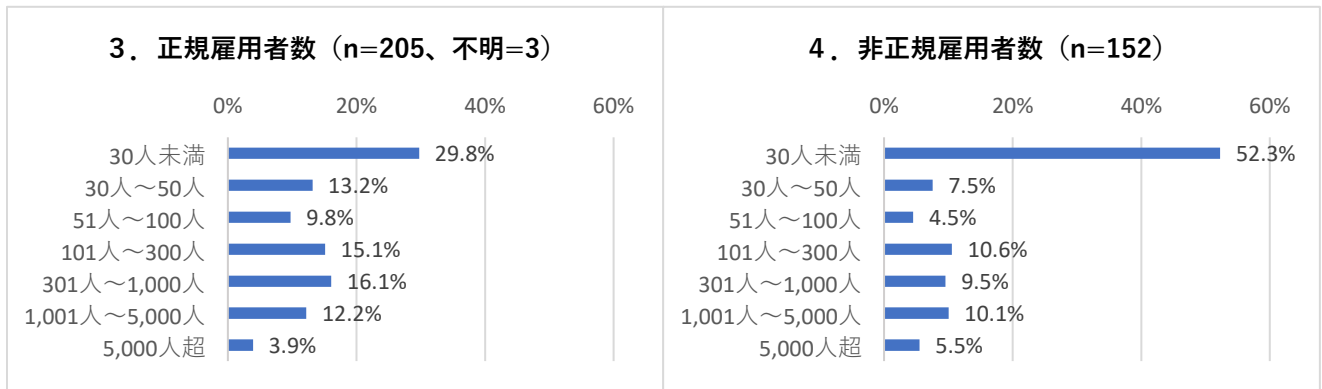 3．正規雇用者数（n=205、不明=3）
0% 20% 40% 60%
30人未満 29.8%
30人～50人 13.2%
51人～100人 9.8%
101人～300人 15.1%
301人～1,000人 16.1%
1,001人～5,000人 12.2%
5,000人超 3.9%
4．非正規雇用者数（n=152）
0% 20% 40% 60%
30人未満 52.3%
30人～50人 7.5%
51人～100人 4.5%
101人～300人 10.6%
301人～1,000人 9.5%
1,001人～5,000人 10.1%
5,000人超 5.5%